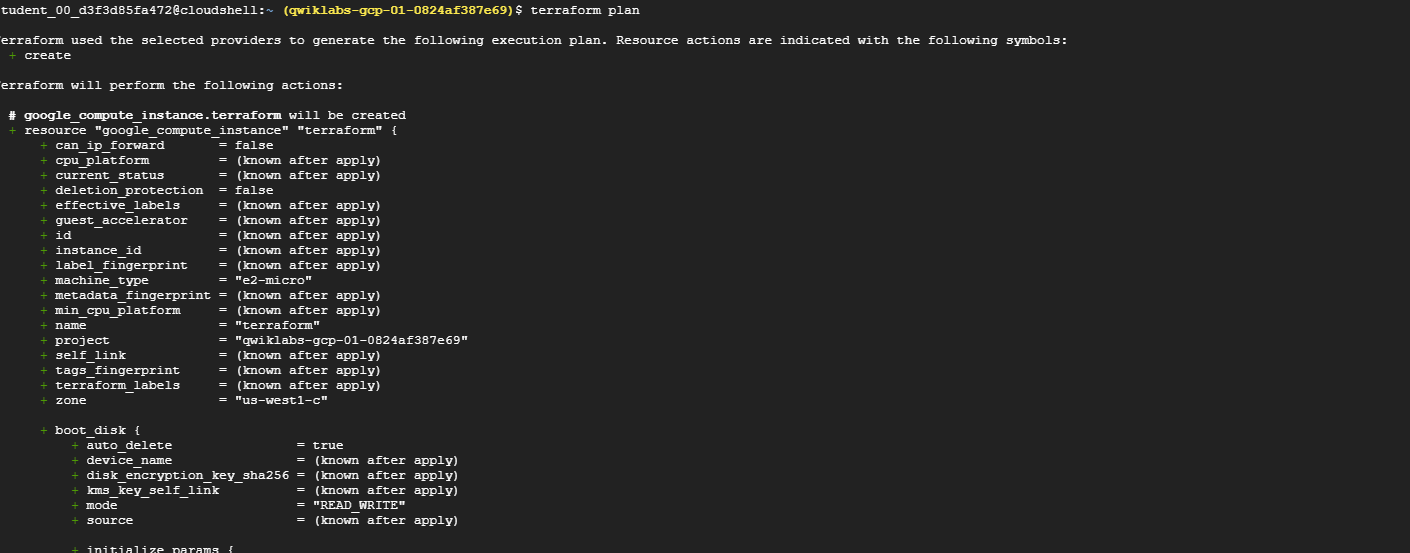 tudent_00_d3f3d85fa472@cloudshell:~ (qwiklabs-gcp-01-0824af387e69)$ terraform plan
erraform used the selected providers to generate the following execution plan. Resource actions are indicated with the following symbols:
+ create
erraform will perform the following actions:
# google_compute_instance.terraform will be created
+ resource "google_compute_instance" "terraform" {
+ can_ip_forward = false
+ cpu_platform = (known after apply)
+ current_status = (known after apply)
+ deletion_protection = false
+ effective_labels = (known after apply)
+ guest_accelerator = (known after apply)
+ id = (known after apply)
+ instance_id = (known after apply)
+ label_fingerprint = (known after apply)
+ machine_type = "e2-micro"
+ metadata_fingerprint = (known after apply)
+ min_cpu_platform = (known after apply)
+ name = "terraform"
+ project = "qwiklabs-gcp-01-0824af387e69"
+ self_link = (known after apply)
+ tags_fingerprint = (known after apply)
+ terraform_labels = (known after apply)
+ zone = "us-west1-c"
+ boot_disk {
+ auto_delete = true
+ device_name = (known after apply)
+ disk_encryption_key_sha256 = (known after apply)
+ kms_key_self_link = (known after apply)
+ mode = "READ_WRITE"
+ source = (known after apply)
+ initialize_params {